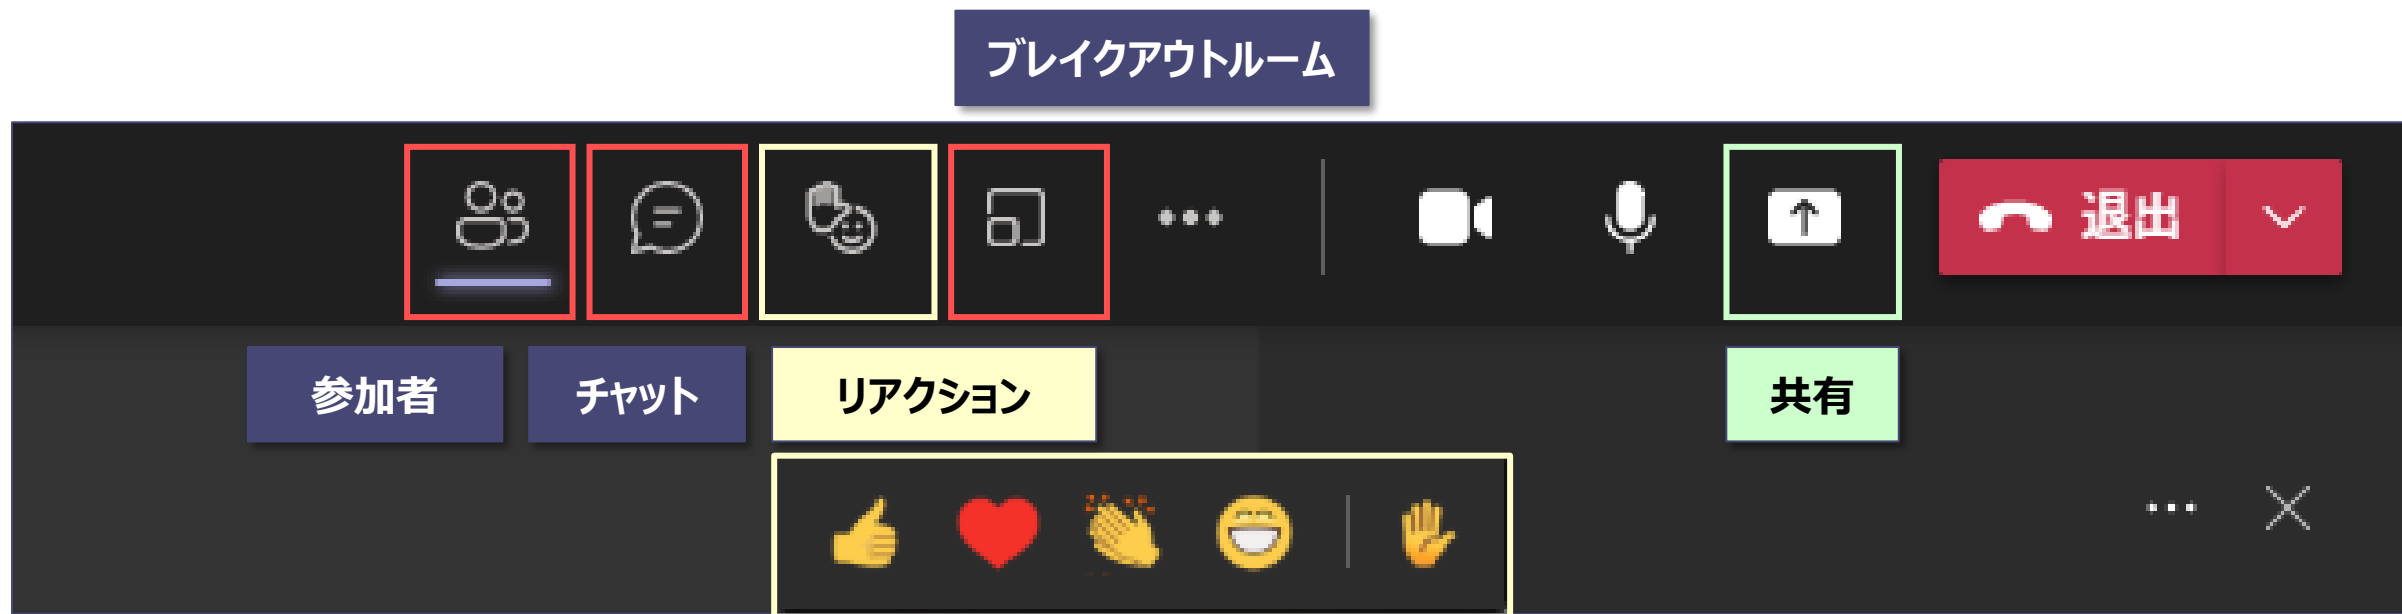 ブレイクアウトルーム
退出
参加者
チャット
リアクション
共有